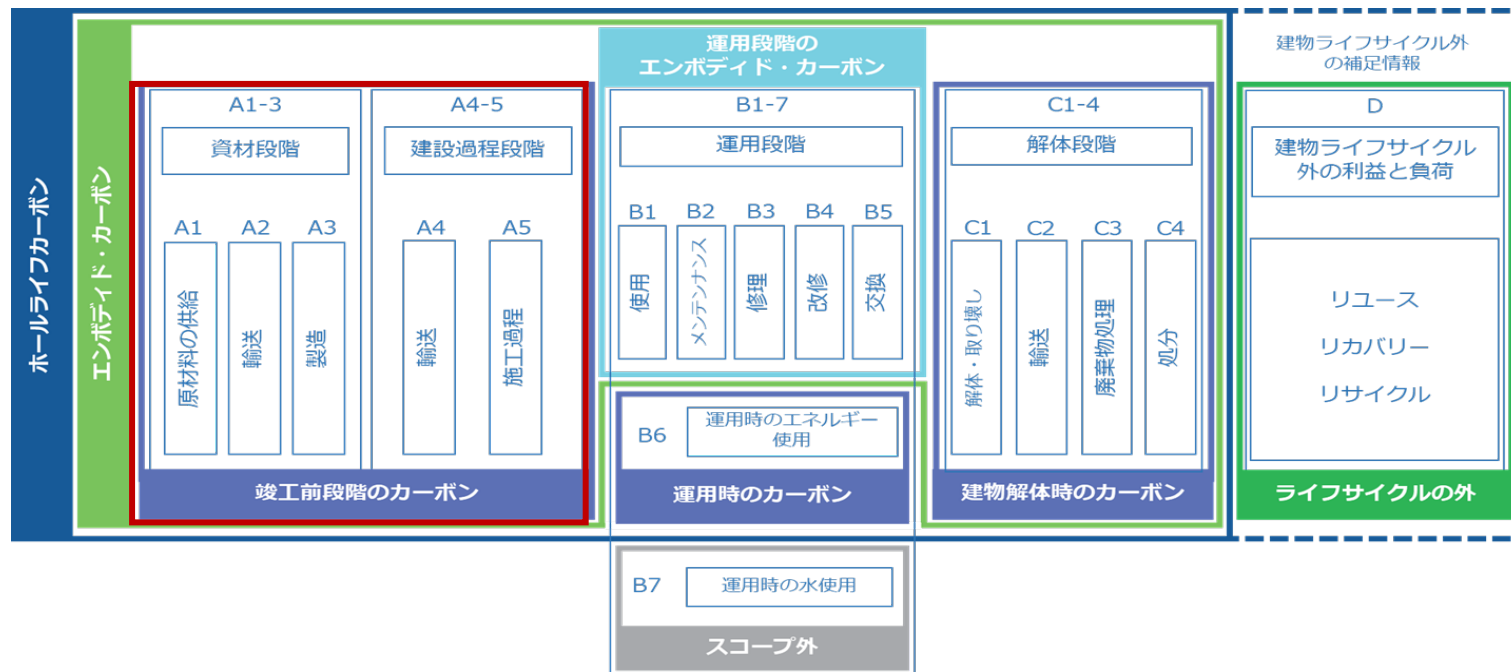 ホールライフカーボン
エンボディド・カーボン
運用段階の
エンボディド・カーボン
建物ライフサイクル外
の補足情報
A1-3
資材段階
A1
原材料の供給
A2
輸送
A3
製造
A4-5
建設過程段階
A4
輸送
A5
施工過程
竣工前段階のカーボン
B1-7
運用段階
B1
使用
B2
メンテンナンス
B3
修理
B4
改修
B5
交換
B6
運用時のエネルギー
使用
運用時のカーボン
B7
運用時の水使用
スコープ外
C1-4
解体段階
C1
解体・取り壊し
C2
輸送
C3
廃棄物処理
C4
処分
建物解体時のカーボン
D
建物ライフサイクル
外の利益と負荷
リユース
リカバリー
リサイクル
ライフサイクルの外